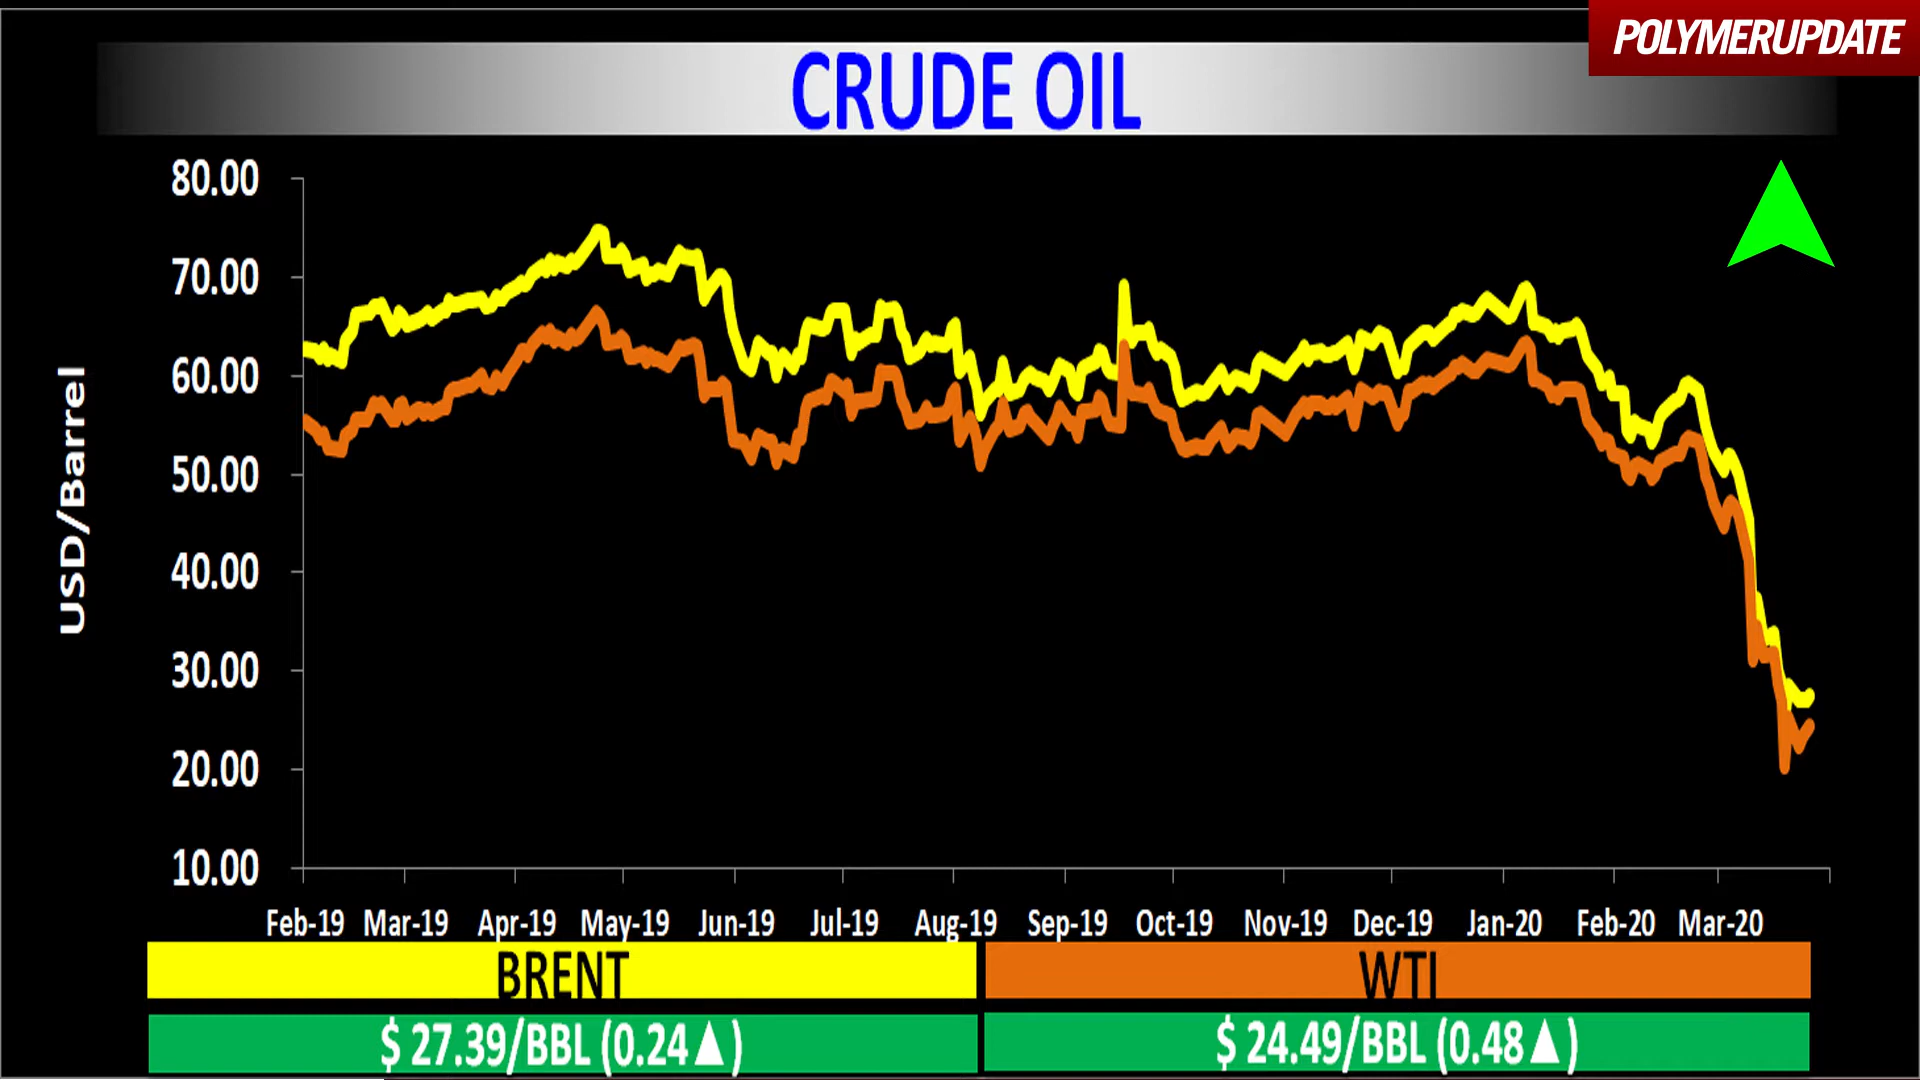 POLYMERUPDATE
CRUDE OIL
USD/Barrel
80.00
70.00
60.00
50.00
40.00
30.00
20.00
10.00
Feb-19 Mar-19 Apr-19 May-19 Jun-19 Jul-19 Aug-19 Sep-19 Oct-19 Nov-19 Dec-19 Jan-20 Feb-20 Mar-20
BRENT WTI
$ 27.39/BBL (0.24▲) $ 24.49/BBL (0.48▲)